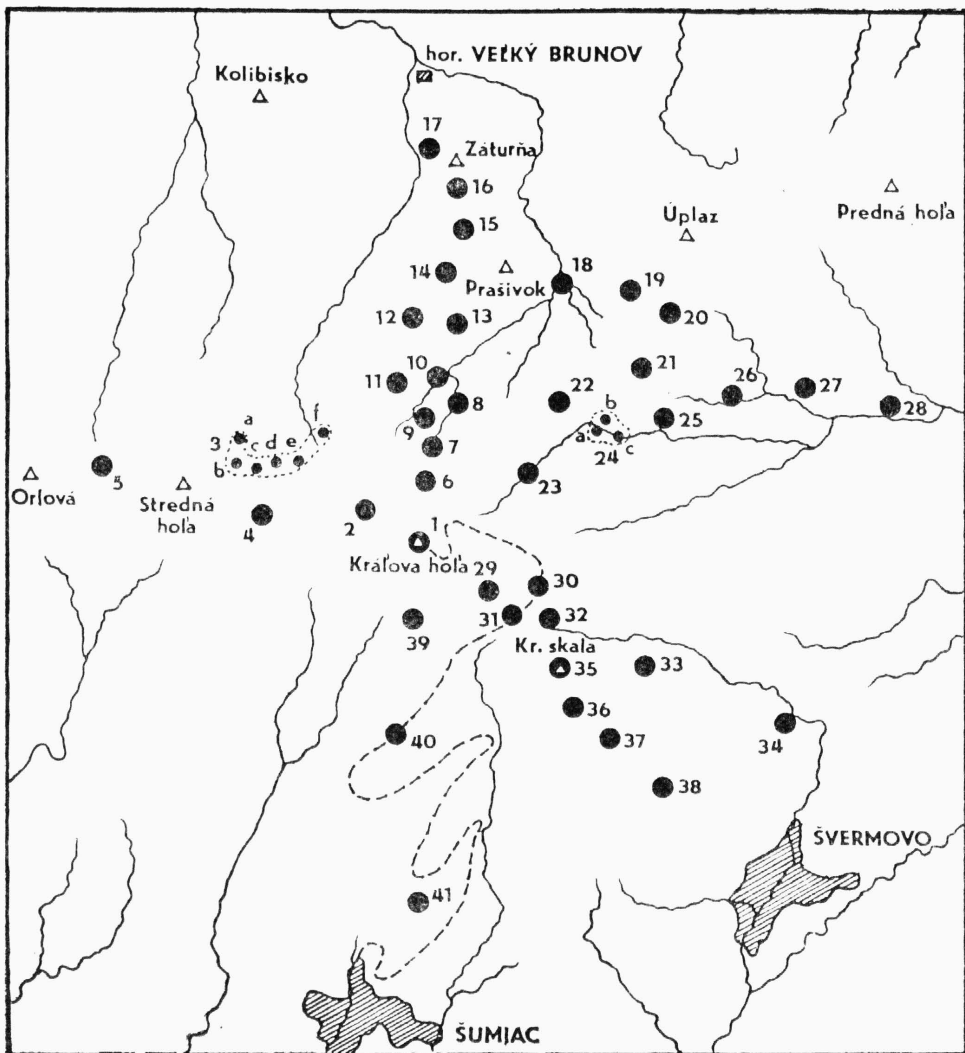 hor. VEĽKÝ BRUNOV
Kolibisko
17
Záturňa
16
15
Úplaz
Predná hoľa
14
Prašivok
18
19
12
13
20
10
11
21
26
27
8
22
28
9
b
25
a
f
3
c
d
e
7
a
c
24
b
5
6
23
Orlová
Stredná
hoľa
4
2
1
Kráľova hoľa
29
30
31
32
39
Kr. skala
35
33
36
40
37
34
38
ŠVERMOVO
41
ŠUMIAC